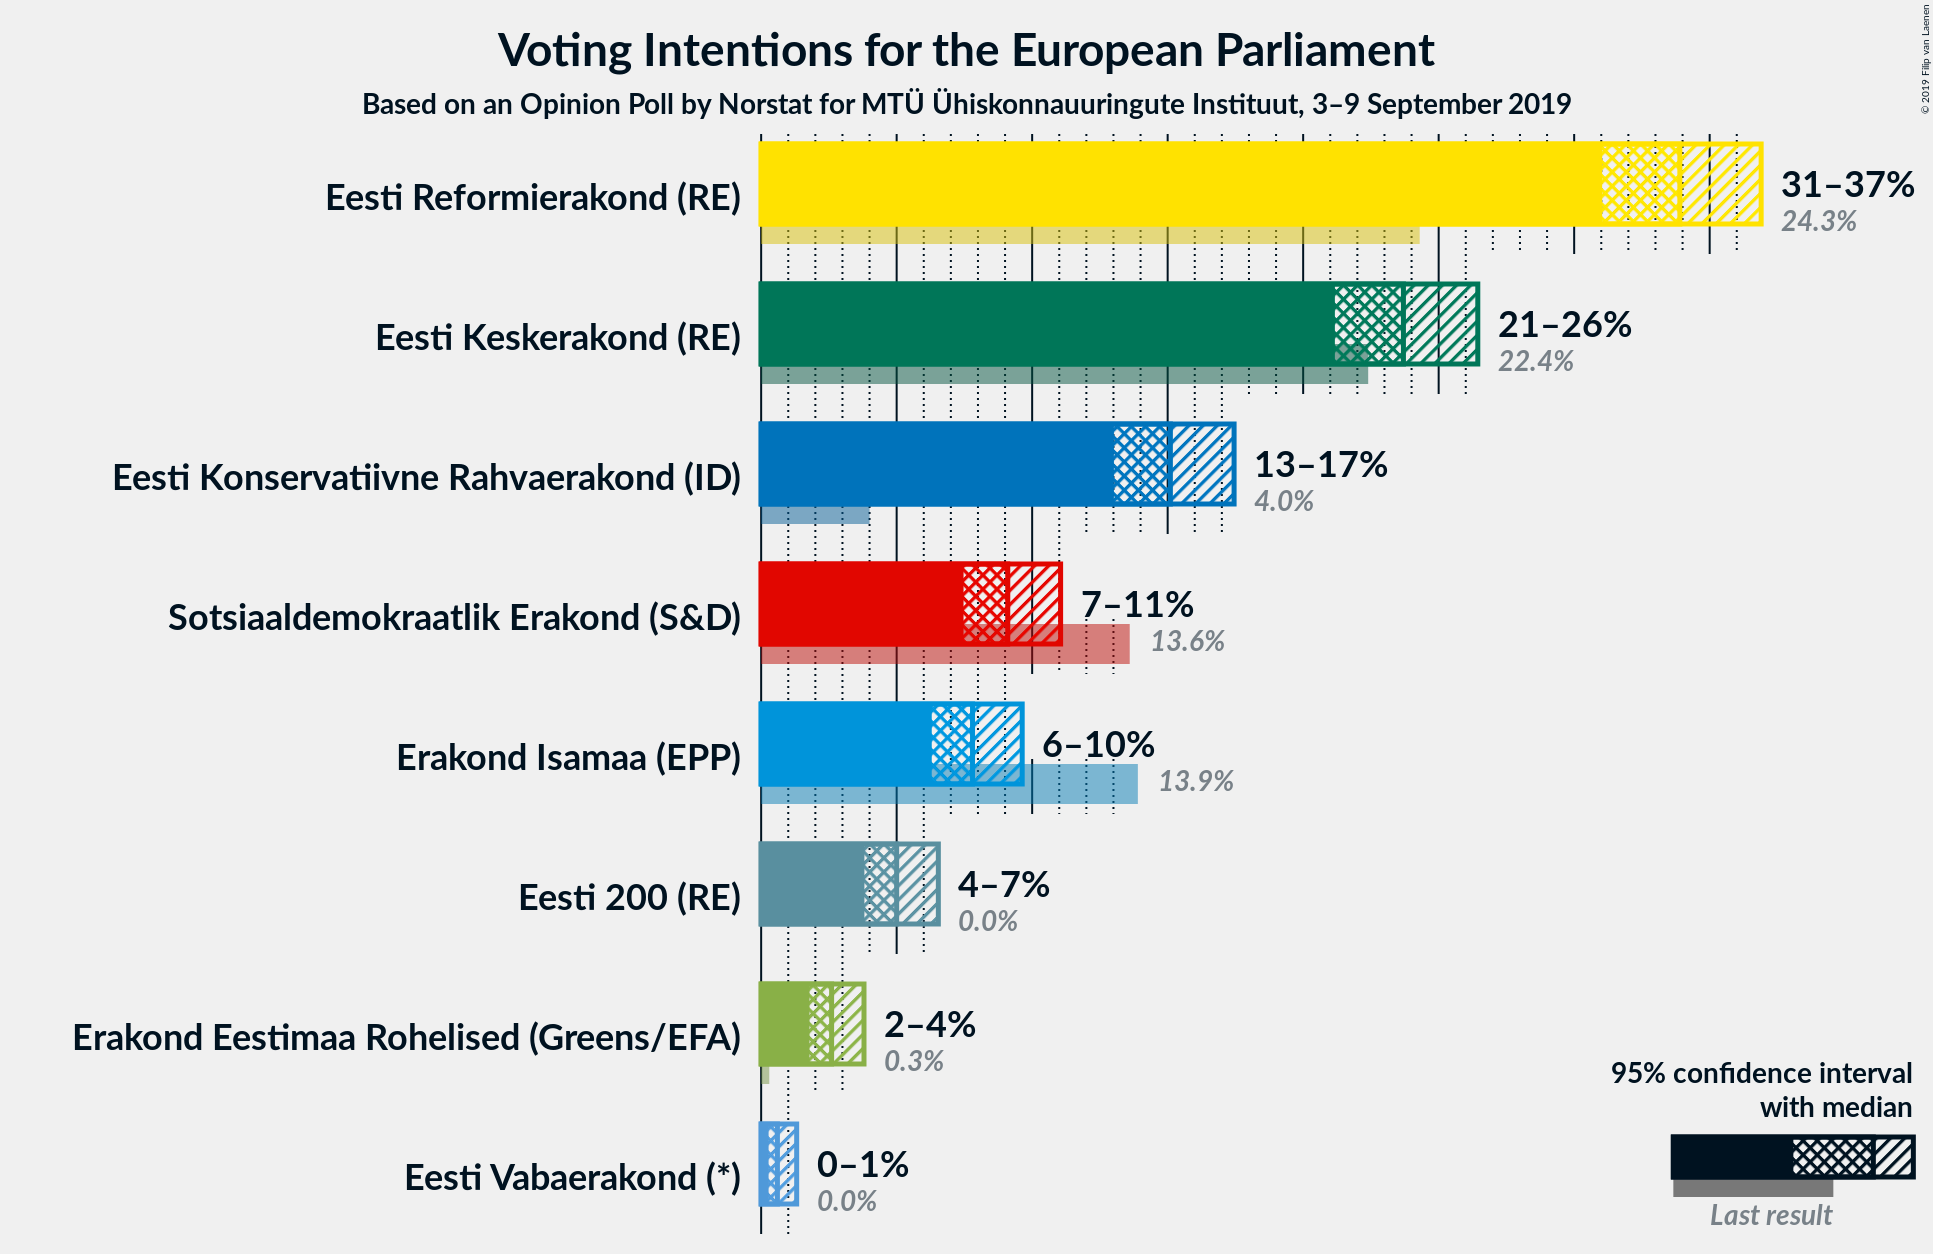 Voting Intentions for the European Parliament
Based on an Opinion Poll by Norstat for MTÜ Ühiskonnauuringute Instituut, 3–9 September 2019
© 2019 Filip van Laenen
Eesti Reformierakond (RE)
31–37%
24.3%
Eesti Keskerakond (RE)
21–26%
22.4%
Eesti Konservatiivne Rahvaerakond (ID)
13–17%
4.0%
Sotsiaaldemokraatlik Erakond (S&D)
7–11%
13.6%
Erakond Isamaa (EPP)
6–10%
13.9%
Eesti 200 (RE)
4–7%
0.0%
Erakond Eestimaa Rohelised (Greens/EFA)
2–4%
0.3%
Eesti Vabaerakond (*)
0–1%
0.0%
95% confidence interval
with median
Last result